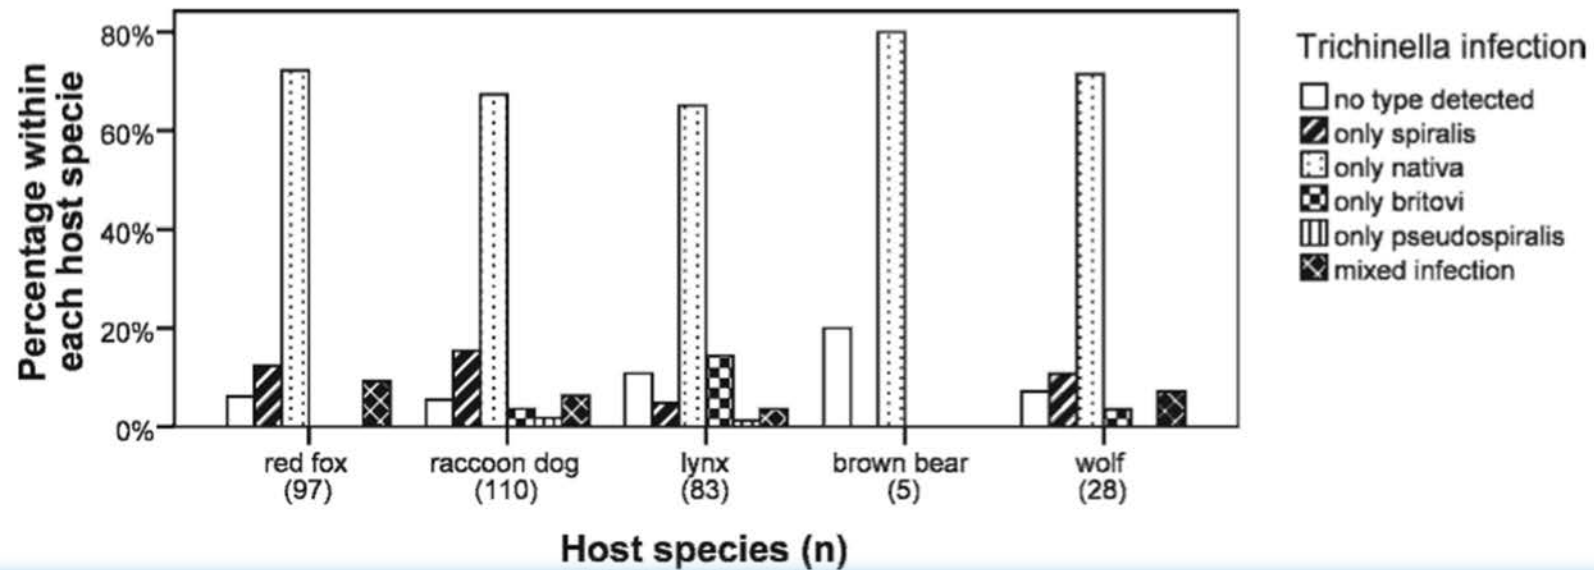 Percentage within
each host specie
80%
60%
40%
20%
0%
red fox
(97)
raccoon dog
(110)
lynx
(83)
brown bear
(5)
wolf
(28)
Host species (n)
Trichinella infection
no type detected
only spiralis
only nativa
only britovi
only pseudospiralis
mixed infection